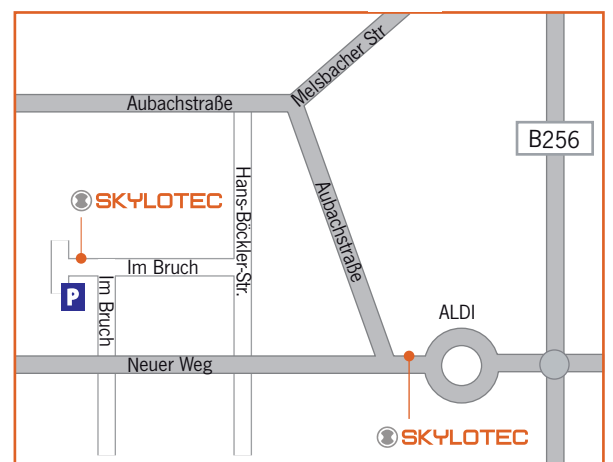 Melsbacher Str
Aubachstraße
B256
Hans-Böckler-Str.
Aubachstraße
SKYLOTEC
Im Bruch
P
Im Bruch
ALDI
Neuer Weg
SKYLOTEC